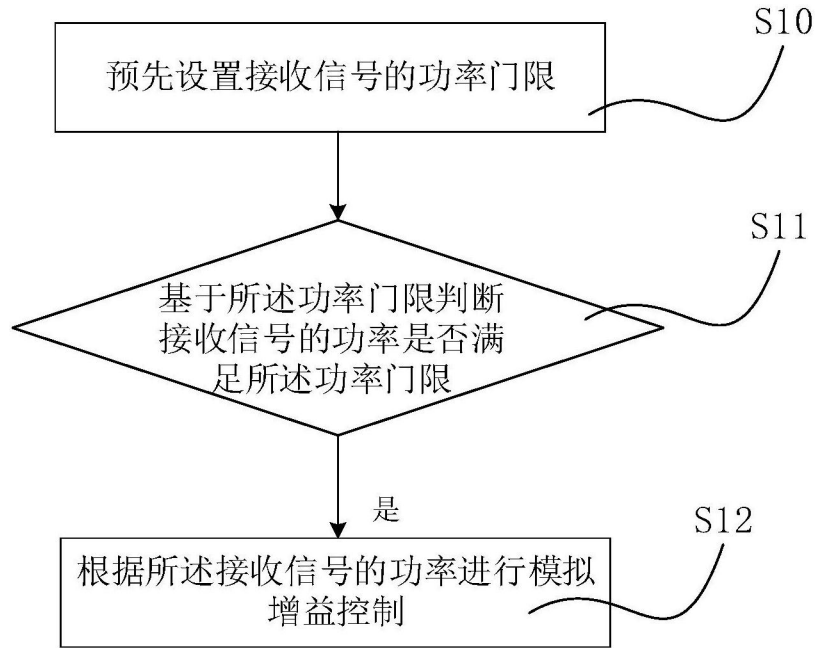 S10
预先设置接收信号的功率门限
S11
基于所述功率门限判断
接收信号的功率是否满
足所述功率门限
是
S12
根据所述接收信号的功率进行模拟
增益控制